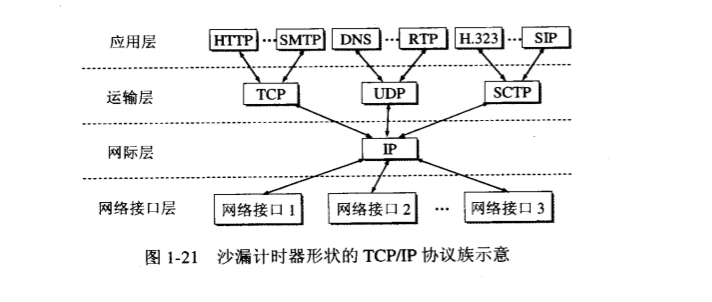 应用层 HTTP ··· SMTP DNS ··· RTP H.323 ··· SIP
运输层 TCP UDP SCTP
网际层 IP
网络接口层 网络接口 1 网络接口 2 ··· 网络接口 3
图 1-21 沙漏计时器形状的 TCP/IP 协议族示意